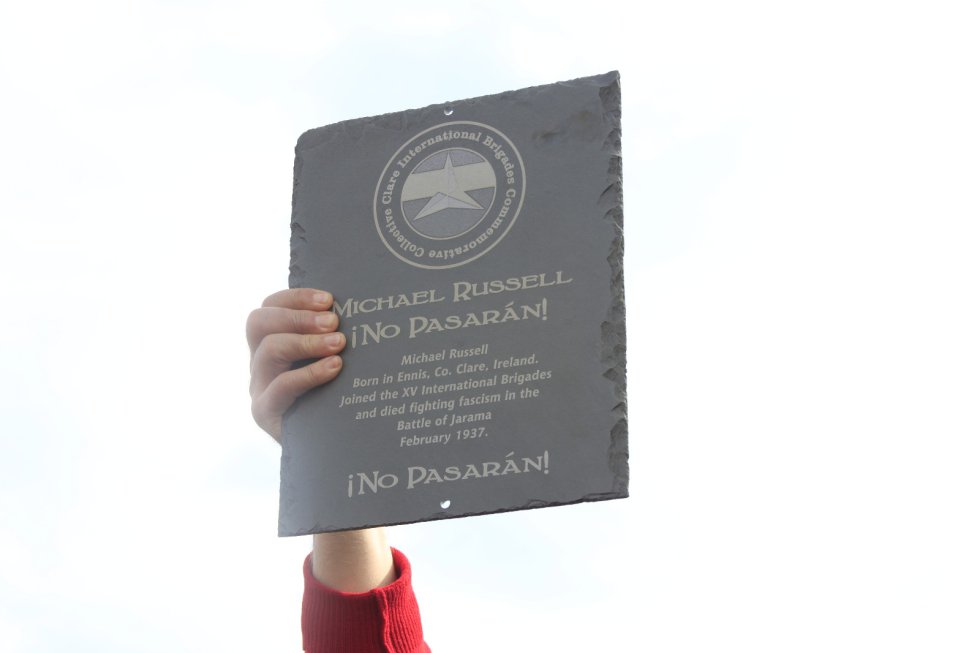 Clare International Brigades Commemorative Collective
MICHAEL RUSSELL
¡NO PASARÁN!
Michael Russell
Born in Ennis, Co. Clare, Ireland.
Joined the XV International Brigades
and died fighting fascism in the
Battle of Jarama
February 1937.
¡NO PASARÁN!